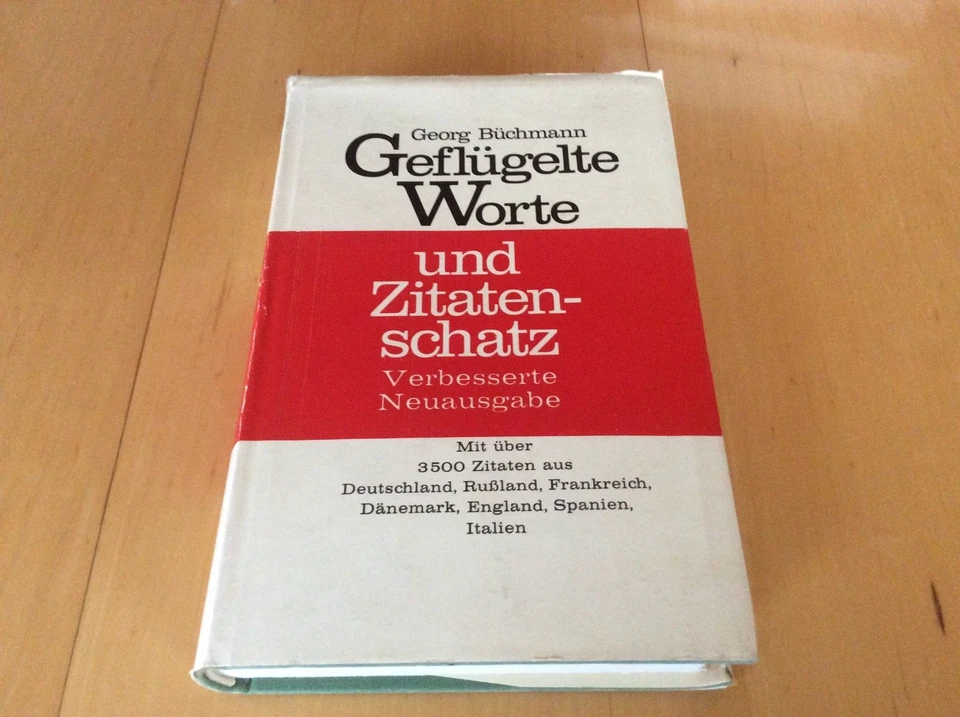 Georg Büchmann
Geflügelte
Worte
und
Zitaten-
schatz
Verbesserte
Neuausgabe
Mit über
3500 Zitaten aus
Deutschland, Rußland, Frankreich,
Dänemark, England, Spanien,
Italien